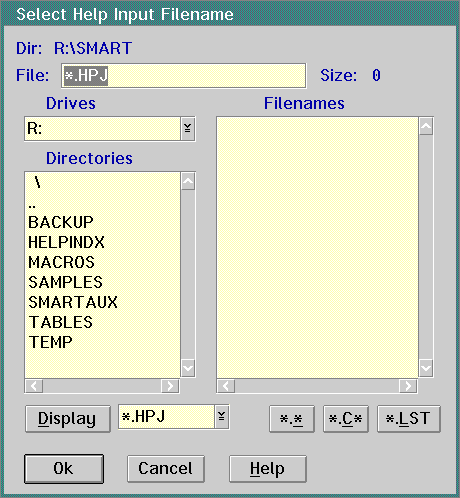 Select Help Input Filename
Dir: R:\SMART
File: *.HPJ Size: 0
Drives Filenames
R:
Directories
\
..
BACKUP
HELPINDX
MACROS
SAMPLES
SMARTAUX
TABLES
TEMP
Display *.HPJ *.* *.C* *.LST
Ok Cancel Help